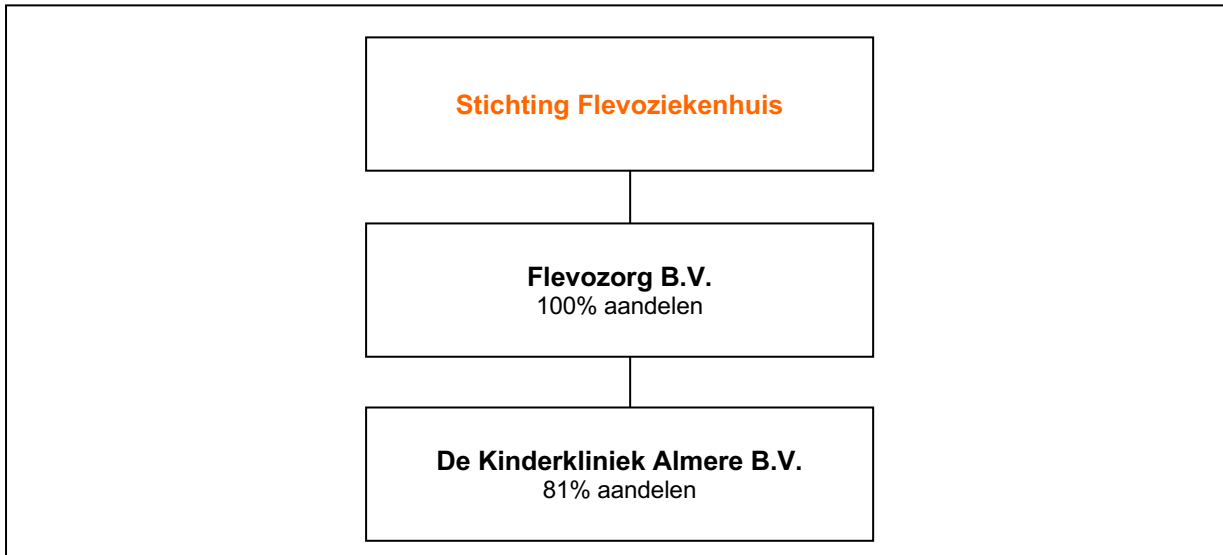 Stichting Flevoziekenhuis
Flevozorg B.V.
100% aandelen
De Kinderkliniek Almere B.V.
81% aandelen